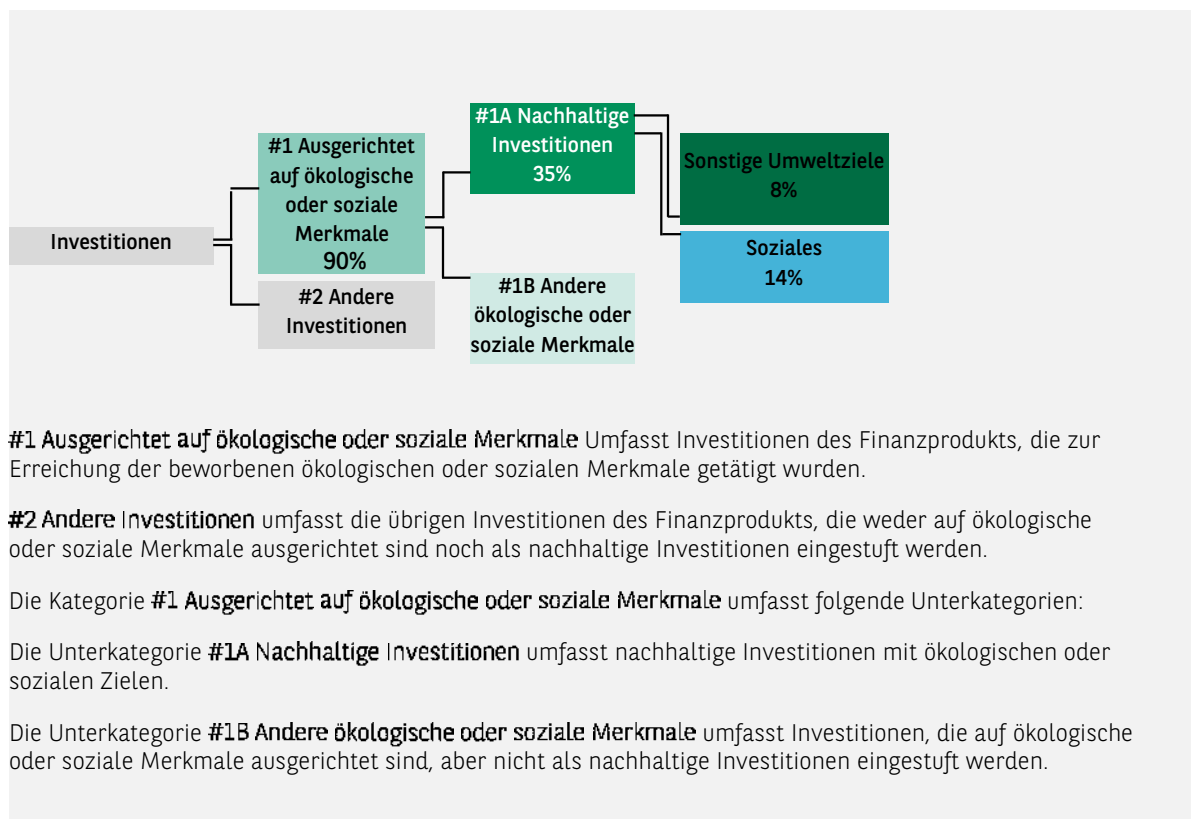 #1A Nachhaltige
Investitionen
35%
#1 Ausgerichtet
auf ökologische
oder soziale
Merkmale
90%
Sonstige Umweltziele
8%
Investitionen
Soziales
14%
#2 Andere
Investitionen
#1B Andere
ökologische oder
soziale Merkmale
#1 Ausgerichtet auf ökologische oder soziale Merkmale Umfasst Investitionen des Finanzprodukts, die zur
Erreichung der beworbenen ökologischen oder sozialen Merkmale getätigt wurden.
#2 Andere Investitionen umfasst die übrigen Investitionen des Finanzprodukts, die weder auf ökologische
oder soziale Merkmale ausgerichtet sind noch als nachhaltige Investitionen eingestuft werden.
Die Kategorie #1 Ausgerichtet auf ökologische oder soziale Merkmale umfasst folgende Unterkategorien:
Die Unterkategorie #1A Nachhaltige Investitionen umfasst nachhaltige Investitionen mit ökologischen oder
sozialen Zielen.
Die Unterkategorie #1B Andere ökologische oder soziale Merkmale umfasst Investitionen, die auf ökologische
oder soziale Merkmale ausgerichtet sind, aber nicht als nachhaltige Investitionen eingestuft werden.